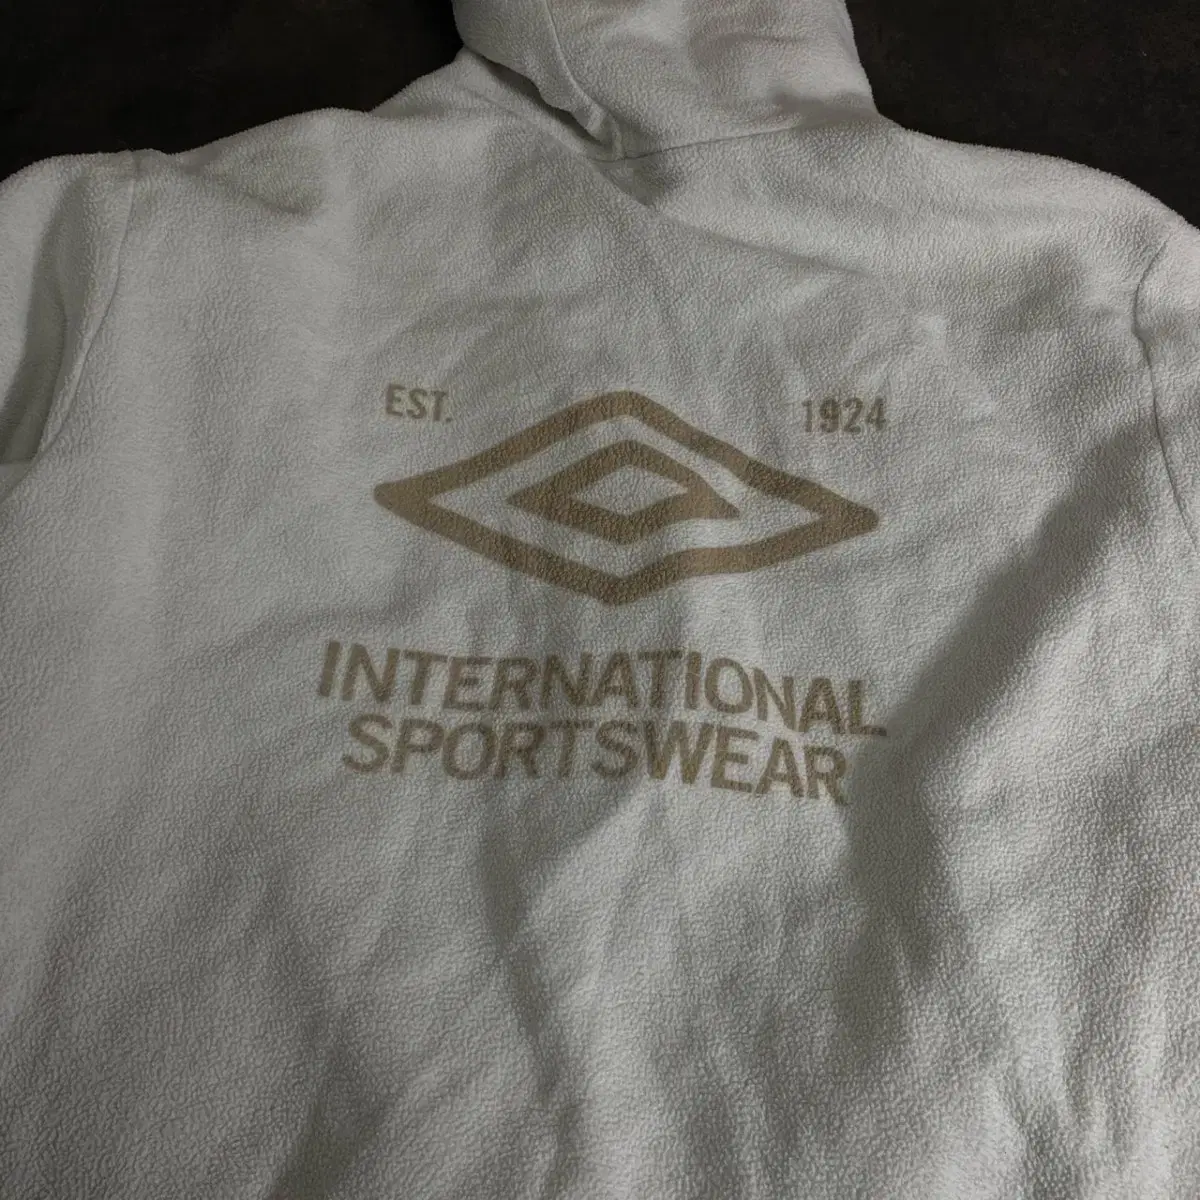 EST. 1924
INTERNATIONAL
SPORTSWEAR